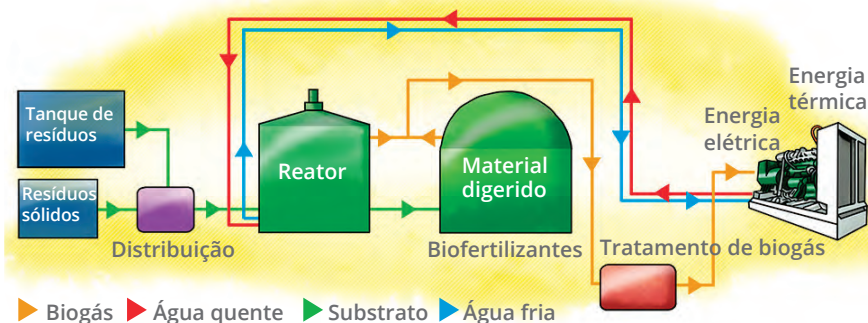 Tanque de
resíduos
Resíduos
sólidos
Distribuição
Reator
Material
digerido
Biofertilizantes
Tratamento de biogás
Energia
elétrica
Energia
térmica
Biogás
Água quente
Substrato
Água fria